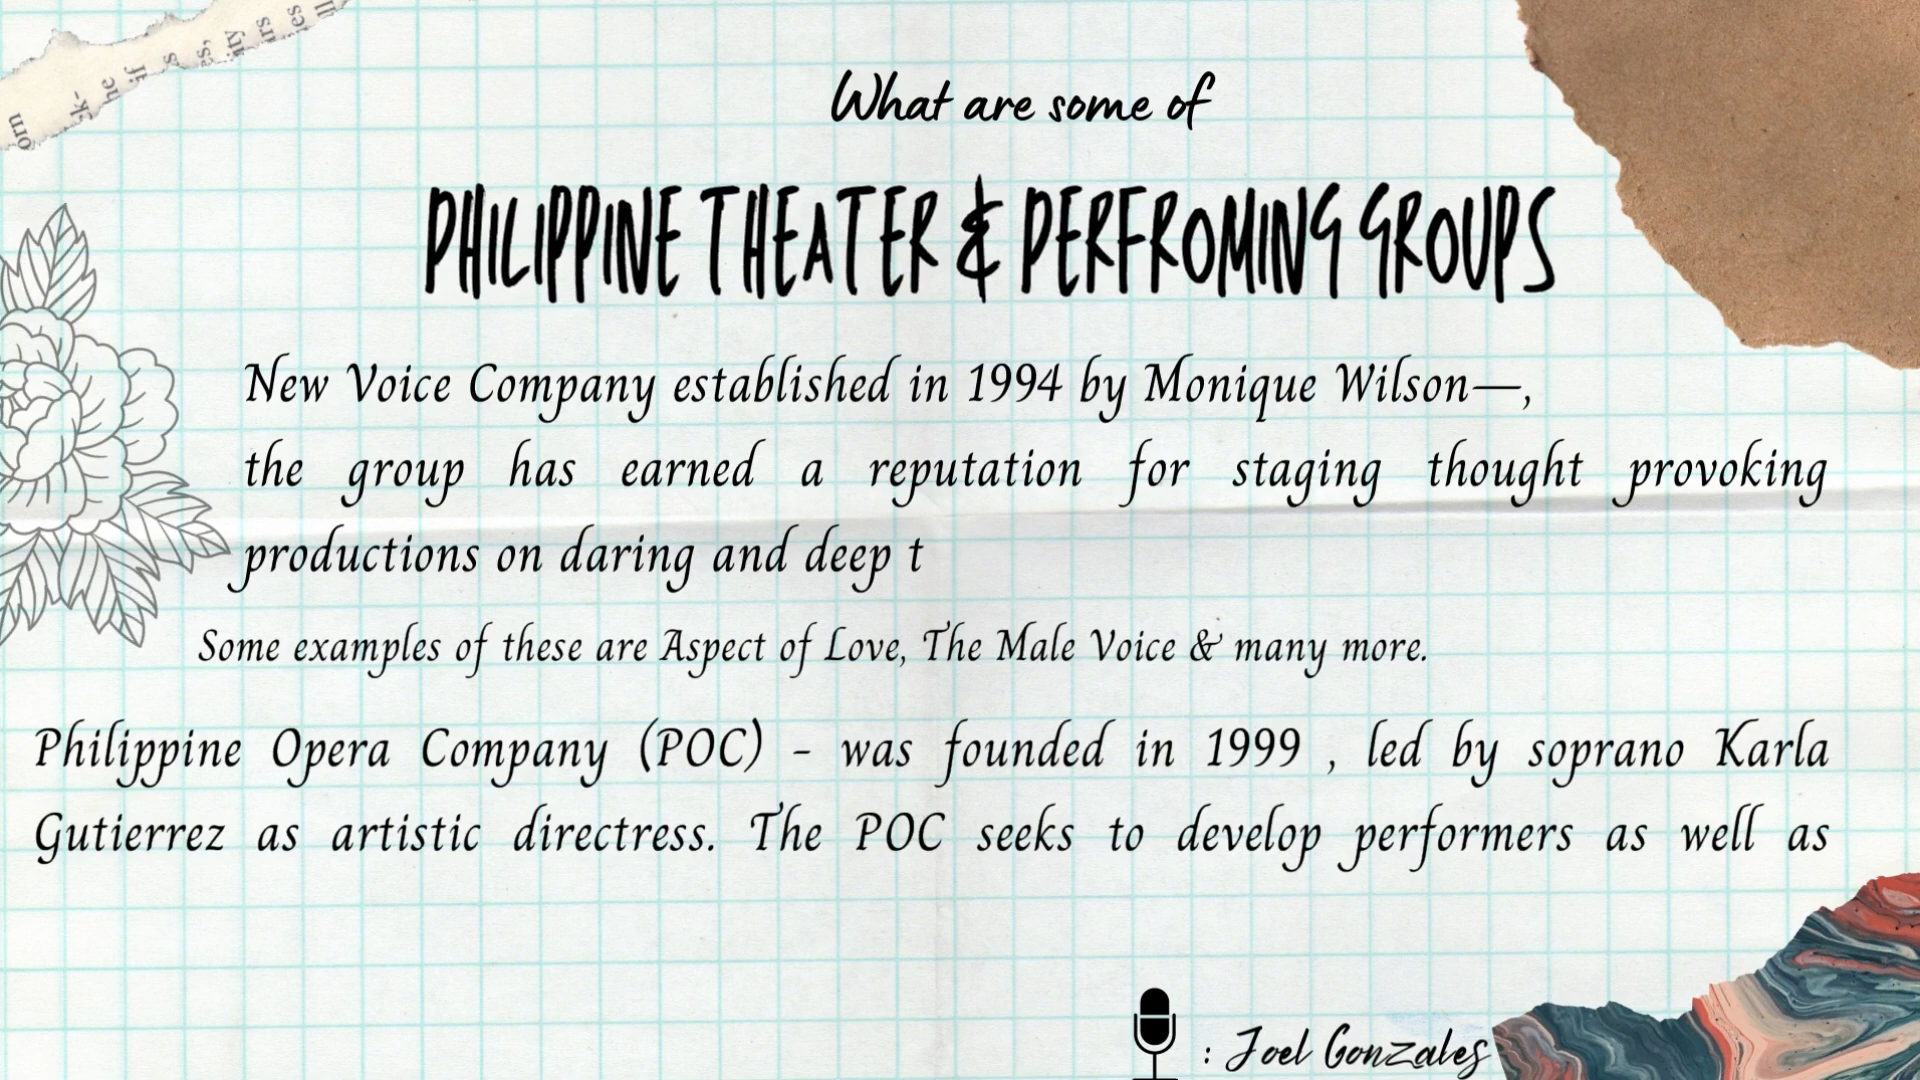 What are some of
PHILIPPINE THEATER & PERFROMING GROUPS
New Voice Company established in 1994 by Monique Wilson—,
the group has earned a reputation for staging thought provoking
productions on daring and deep t
Some examples of these are Aspect of Love, The Male Voice & many more.
Philippine Opera Company (POC) - was founded in 1999 , led by soprano Karla
Gutierrez as artistic directress. The POC seeks to develop performers as well as
: Joel Gonzales